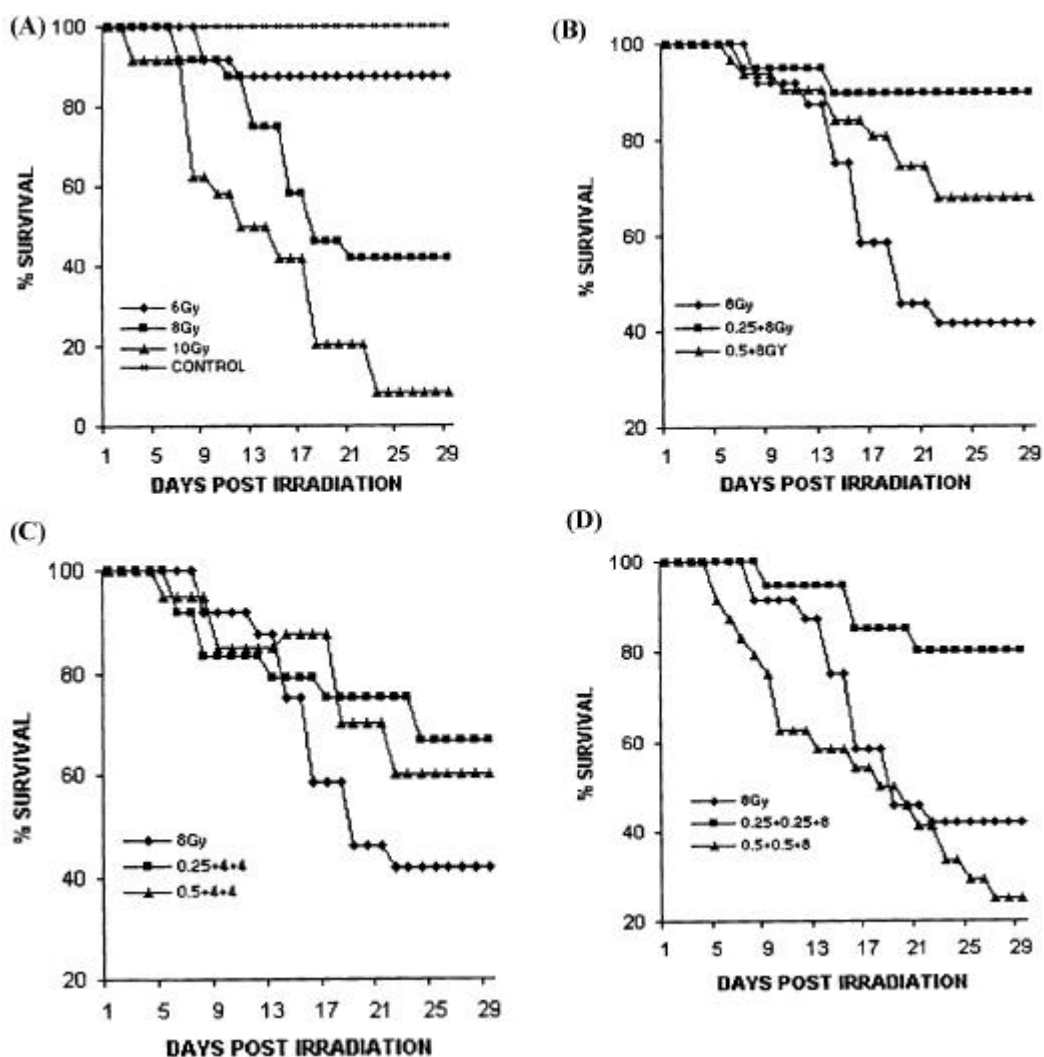 (A)
100
80
60
40
20
0
% SURVIVAL
6Gy
8Gy
10Gy
CONTROL
1 5 9 13 17 21 25 29
DAYS POST IRRADIATION
(B)
100
80
60
40
20
% SURVIVAL
8Gy
0.25+8Gy
0.5+8GY
1 5 9 13 17 21 25 29
DAYS POST IRRADIATION
(C)
100
80
60
40
20
% SURVIVAL
8Gy
0.25+4+4
0.5+4+4
1 5 9 13 17 21 25 29
DAYS POST IRRADIATION
(D)
100
80
60
40
20
% SURVIVAL
8Gy
0.25+0.25+8
0.5+0.5+8
1 5 9 13 17 21 25 29
DAYS POST IRRADIATION